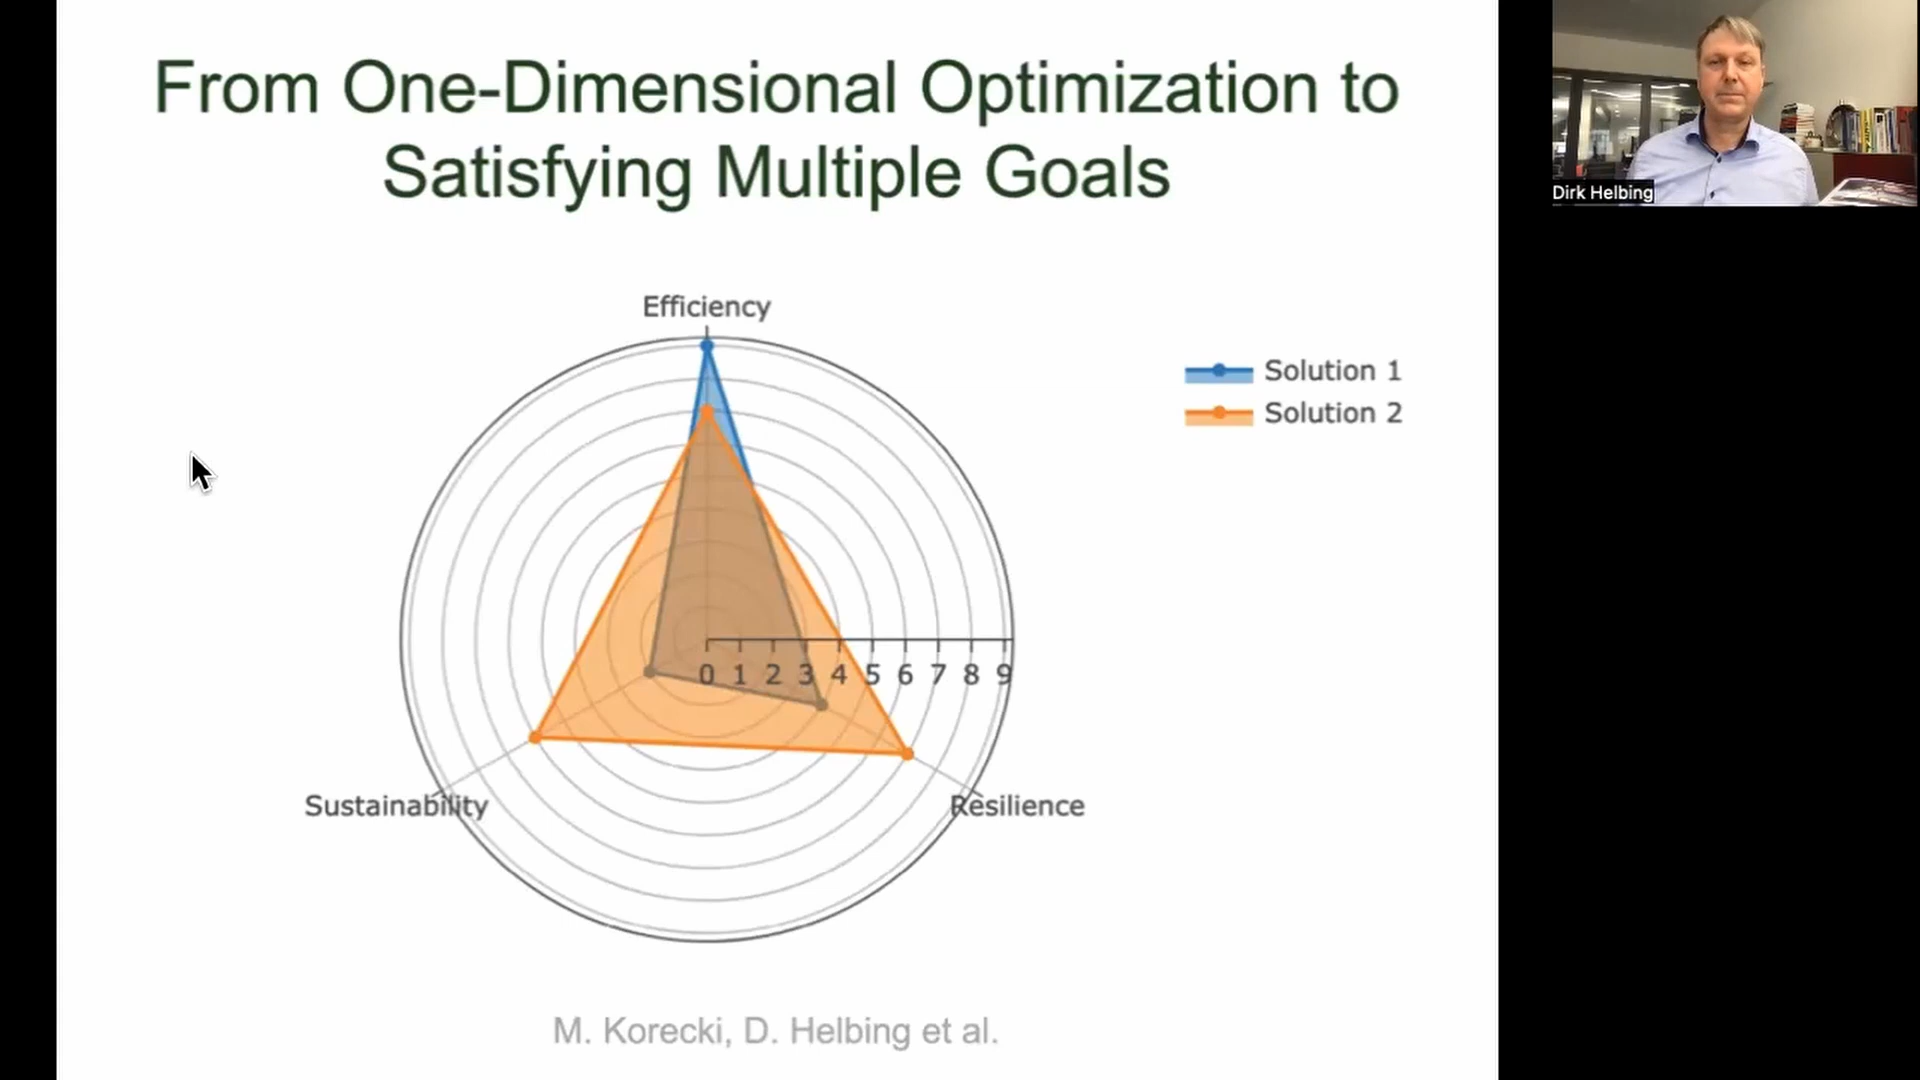 From One-Dimensional Optimization to
Satisfying Multiple Goals
Dirk Helbing
Efficiency
Solution 1
Solution 2
0 1 2 3 4 5 6 7 8 9
Sustainability
Resilience
M. Korecki, D. Helbing et al.